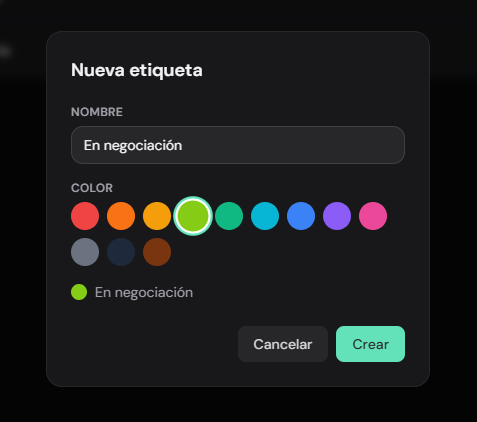 Nueva etiqueta
NOMBRE
En negociación
COLOR
En negociación
Cancelar
Crear